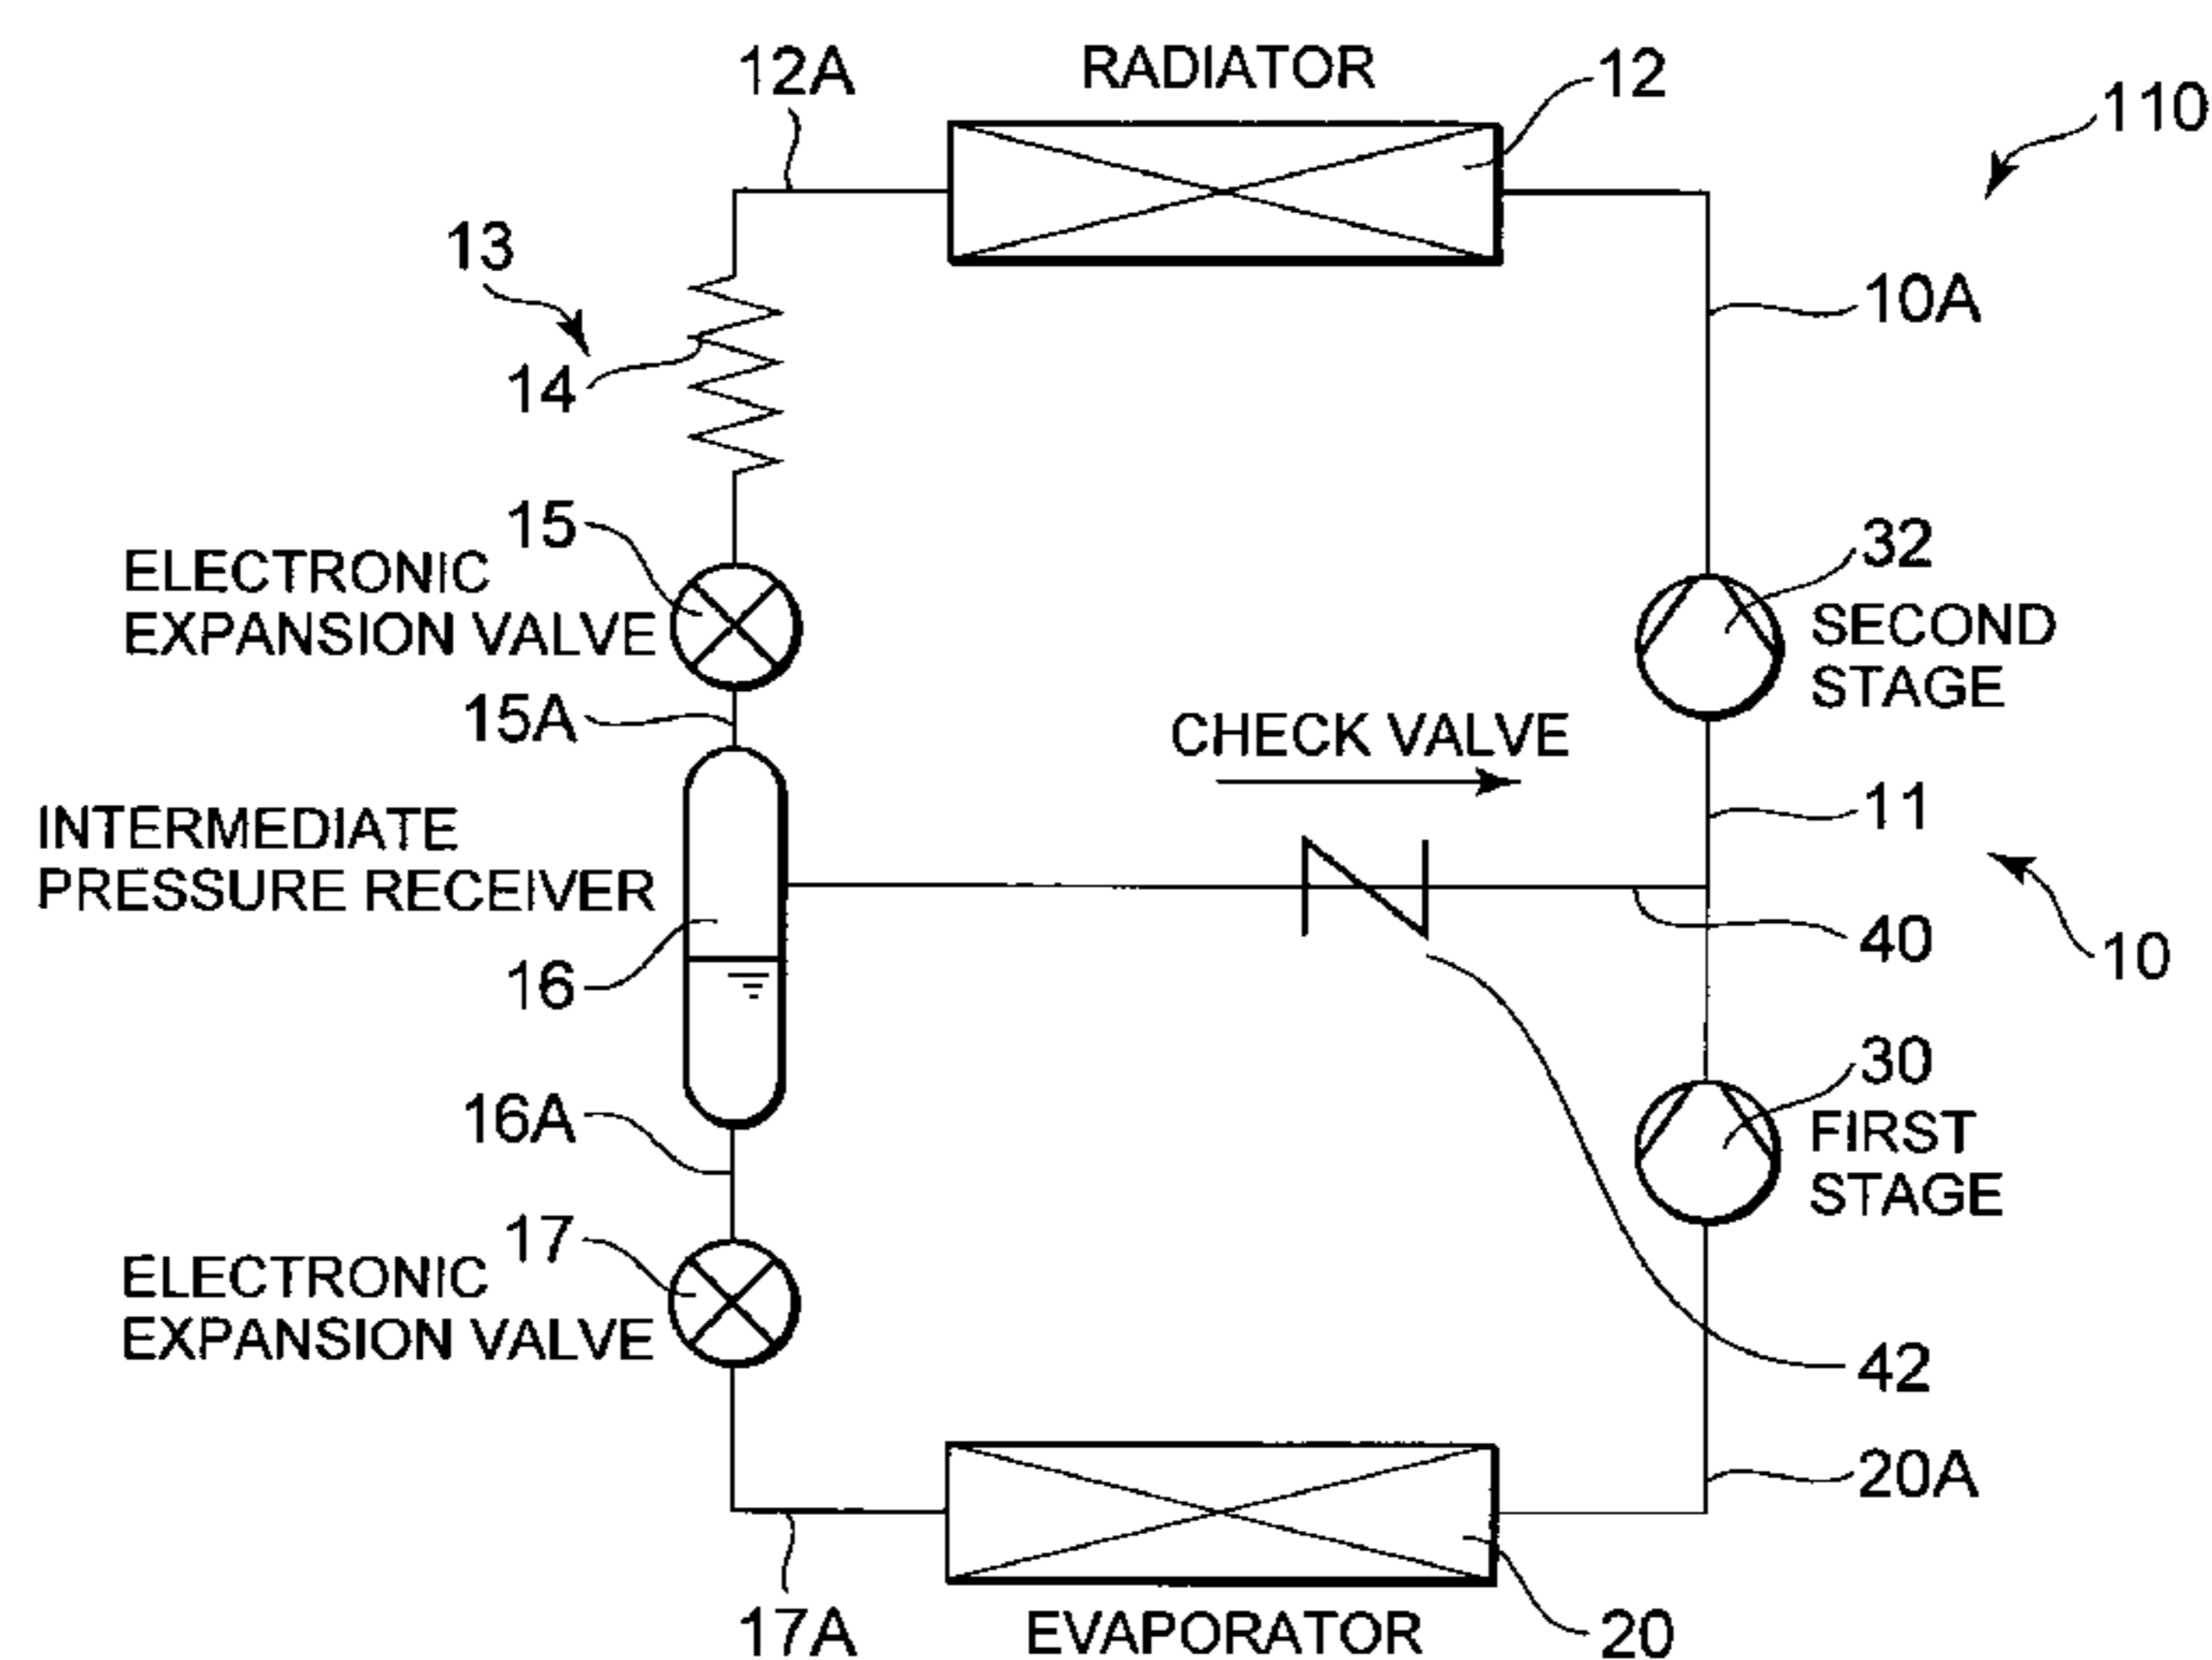 12A
RADIATOR
12
110
13
10A
14
15
32
ELECTRONIC
EXPANSION VALVE
SECOND
STAGE
15A
CHECK VALVE
INTERMEDIATE
PRESSURE RECEIVER
11
16
40
10
30
16A
FIRST
STAGE
17
ELECTRONIC
EXPANSION VALVE
42
20A
17A
EVAPORATOR
20